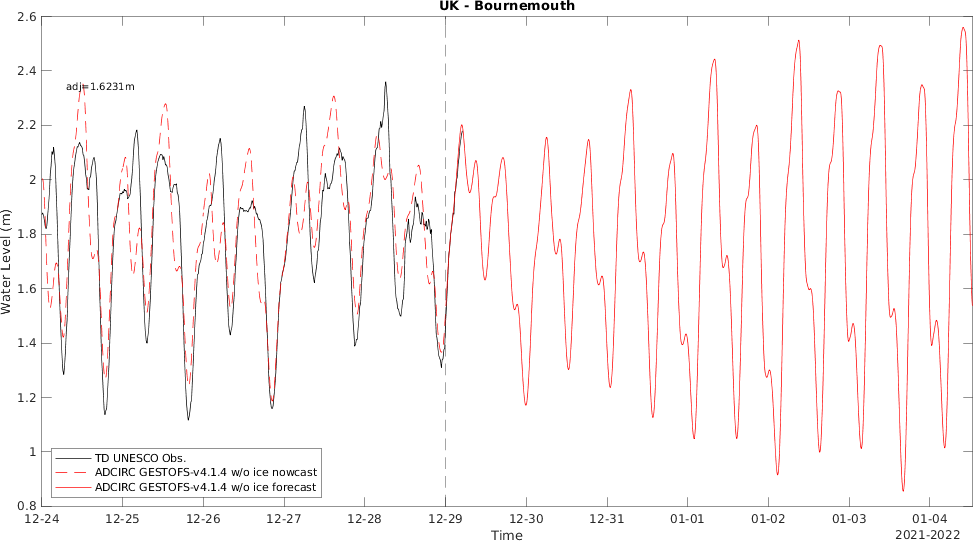 UK - Bournemouth
2.6
2.4
adj=1.6231m
2.2
2
1.8
1.6
1.4
1.2
1
0.8
Water Level (m)
TD UNESCO Obs.
ADCIRC GESTOFS-v4.1.4 w/o ice nowcast
ADCIRC GESTOFS-v4.1.4 w/o ice forecast
12-24 12-25 12-26 12-27 12-28 12-29 12-30 12-31 01-01 01-02 01-03 01-04
Time
2021-2022